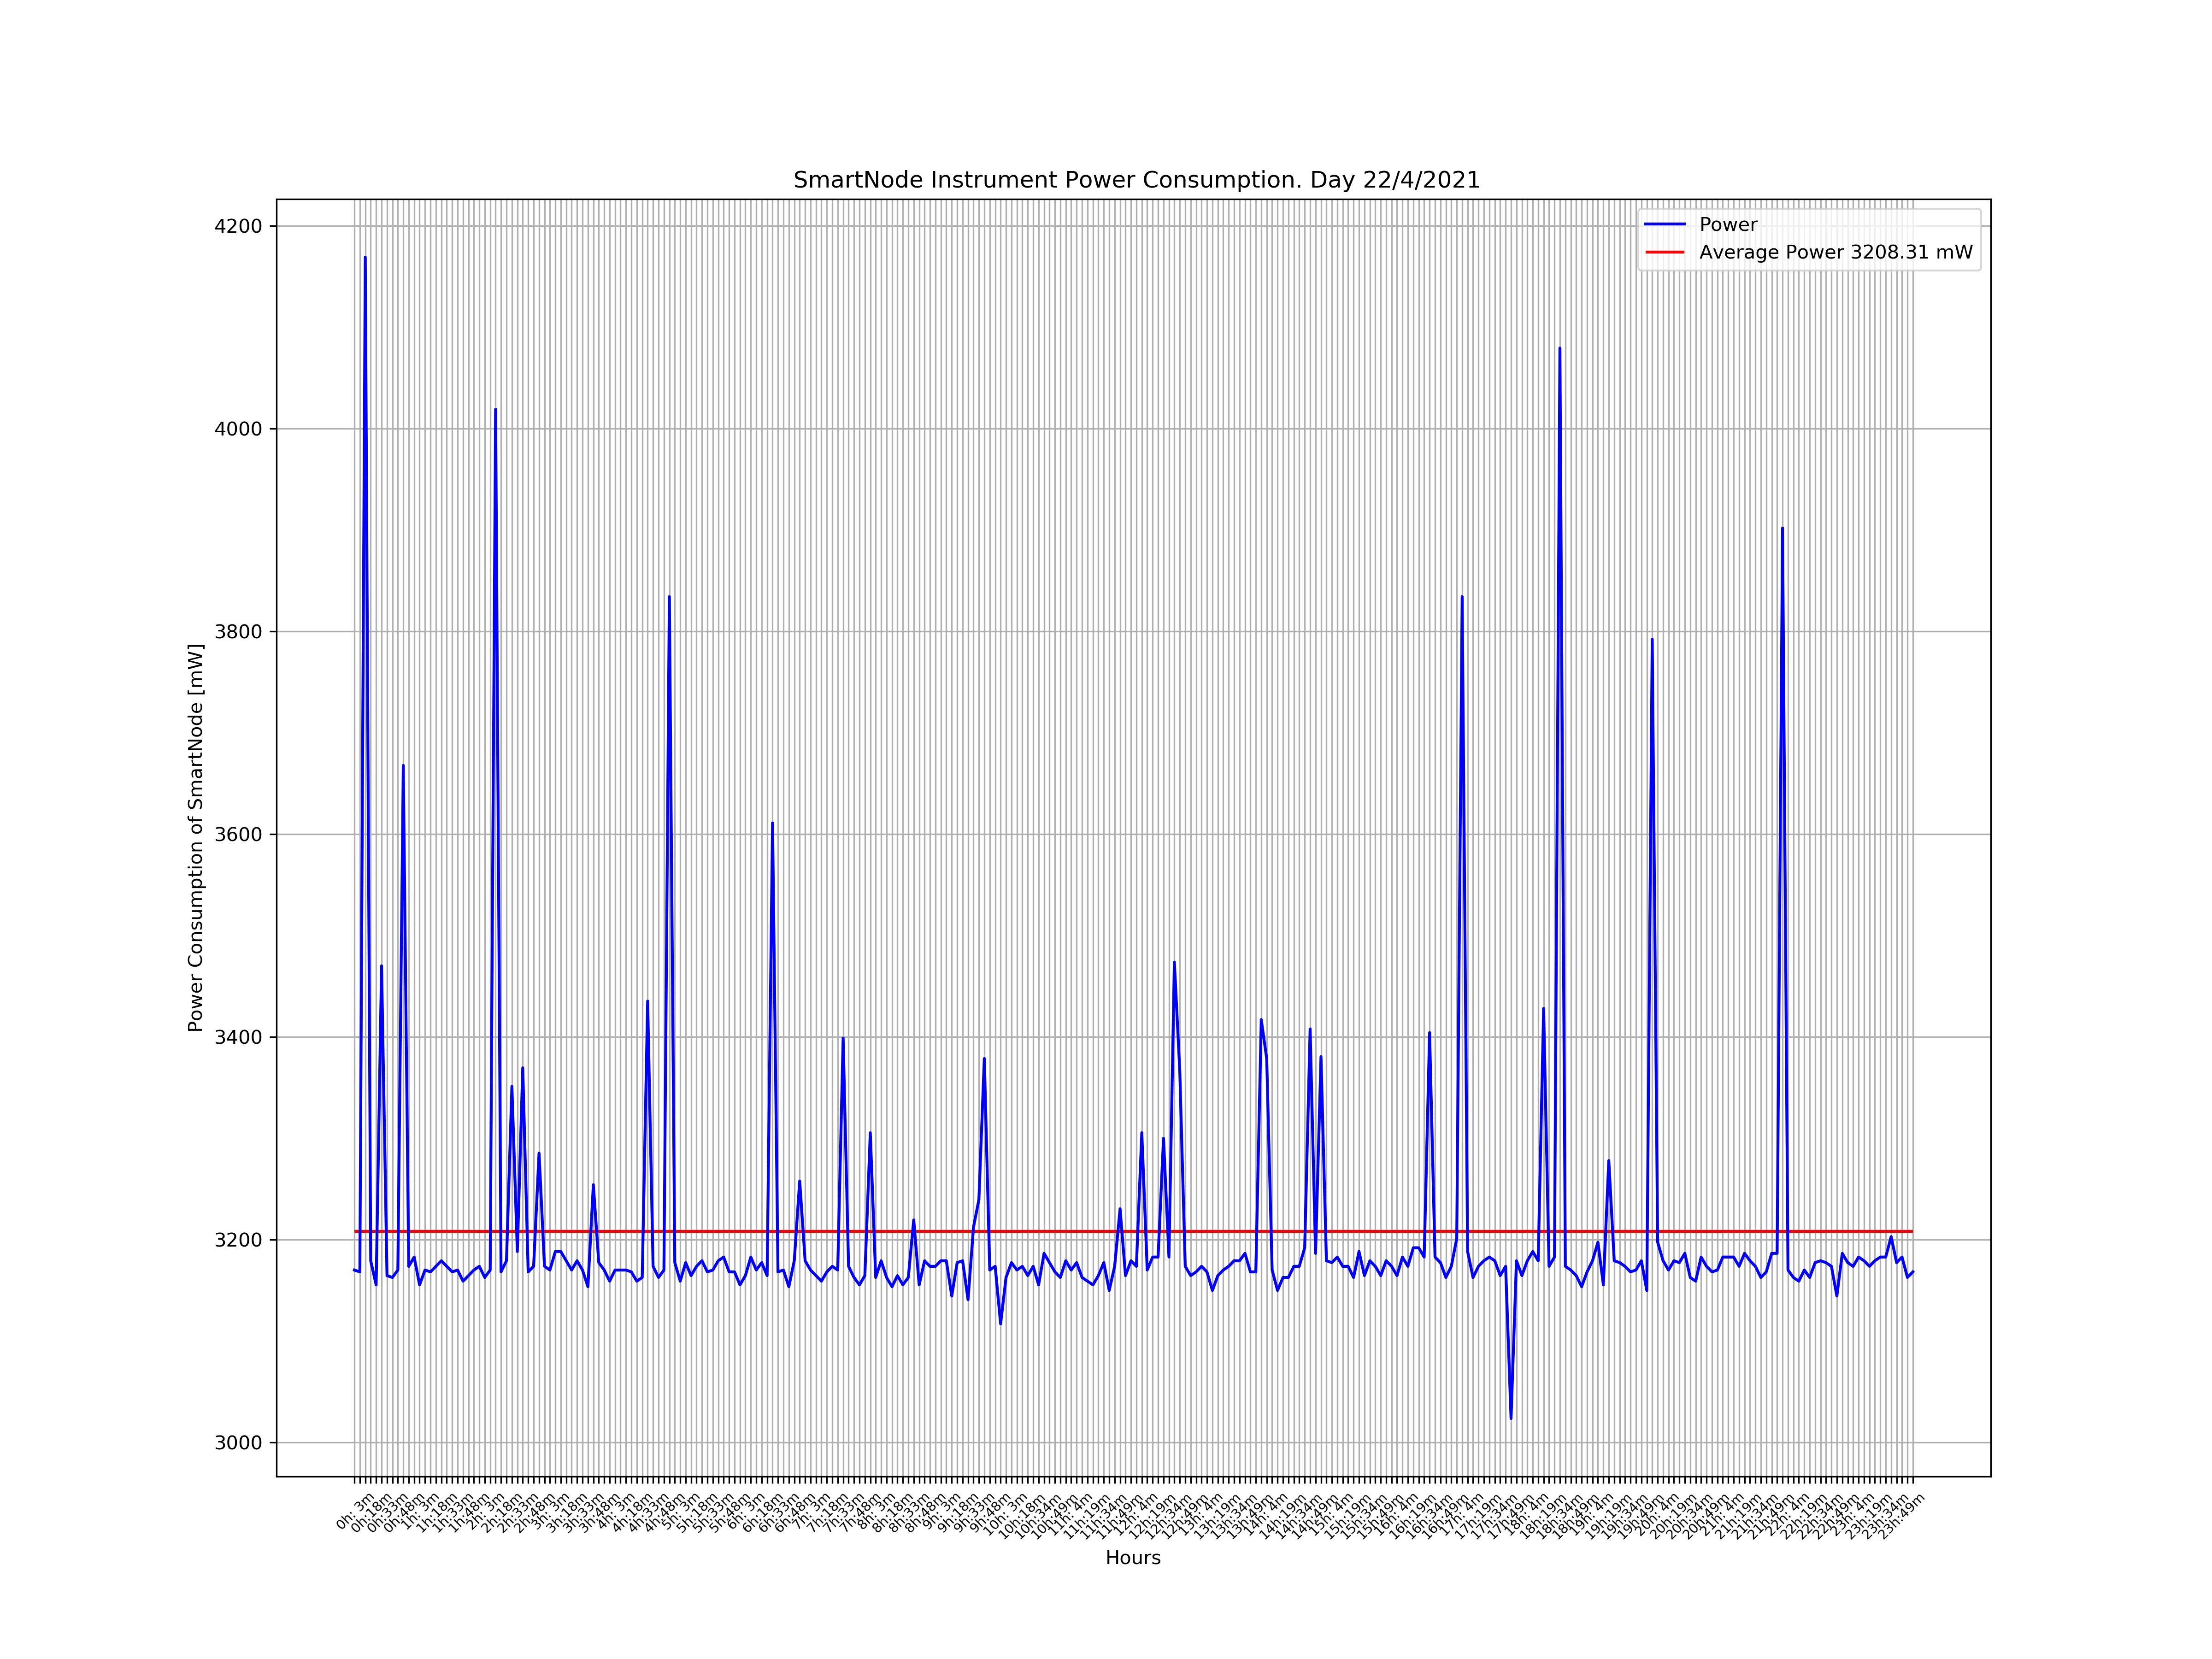 SmartNode Instrument Power Consumption. Day 22/4/2021
Power
Average Power 3208.31 mW
4200
4000
3800
3600
3400
3200
3000
Power Consumption of SmartNode [mW]
0h: 3m
0h:18m
0h:33m
0h:48m
1h: 3m
1h:18m
1h:33m
1h:48m
2h: 3m
2h:18m
2h:33m
2h:48m
3h: 3m
3h:18m
3h:33m
3h:48m
4h: 3m
4h:18m
4h:33m
4h:48m
5h: 3m
5h:18m
5h:33m
5h:48m
6h: 3m
6h:18m
6h:33m
6h:48m
7h: 3m
7h:18m
7h:33m
7h:48m
8h: 3m
8h:18m
8h:33m
8h:48m
9h: 3m
9h:18m
9h:33m
9h:48m
10h: 3m
10h:18m
10h:34m
10h:49m
11h: 4m
11h:19m
11h:34m
11h:49m
12h: 4m
12h:19m
12h:34m
12h:49m
13h: 4m
13h:19m
13h:34m
13h:49m
14h: 4m
14h:19m
14h:34m
14h:49m
15h: 4m
15h:19m
15h:34m
15h:49m
16h: 4m
16h:19m
16h:34m
16h:49m
17h: 4m
17h:19m
17h:34m
17h:49m
18h: 4m
18h:19m
18h:34m
18h:49m
19h: 4m
19h:19m
19h:34m
19h:49m
20h: 4m
20h:19m
20h:34m
20h:49m
21h: 4m
21h:19m
21h:34m
21h:49m
22h: 4m
22h:19m
22h:34m
22h:49m
23h: 4m
23h:19m
23h:34m
23h:49m
Hours